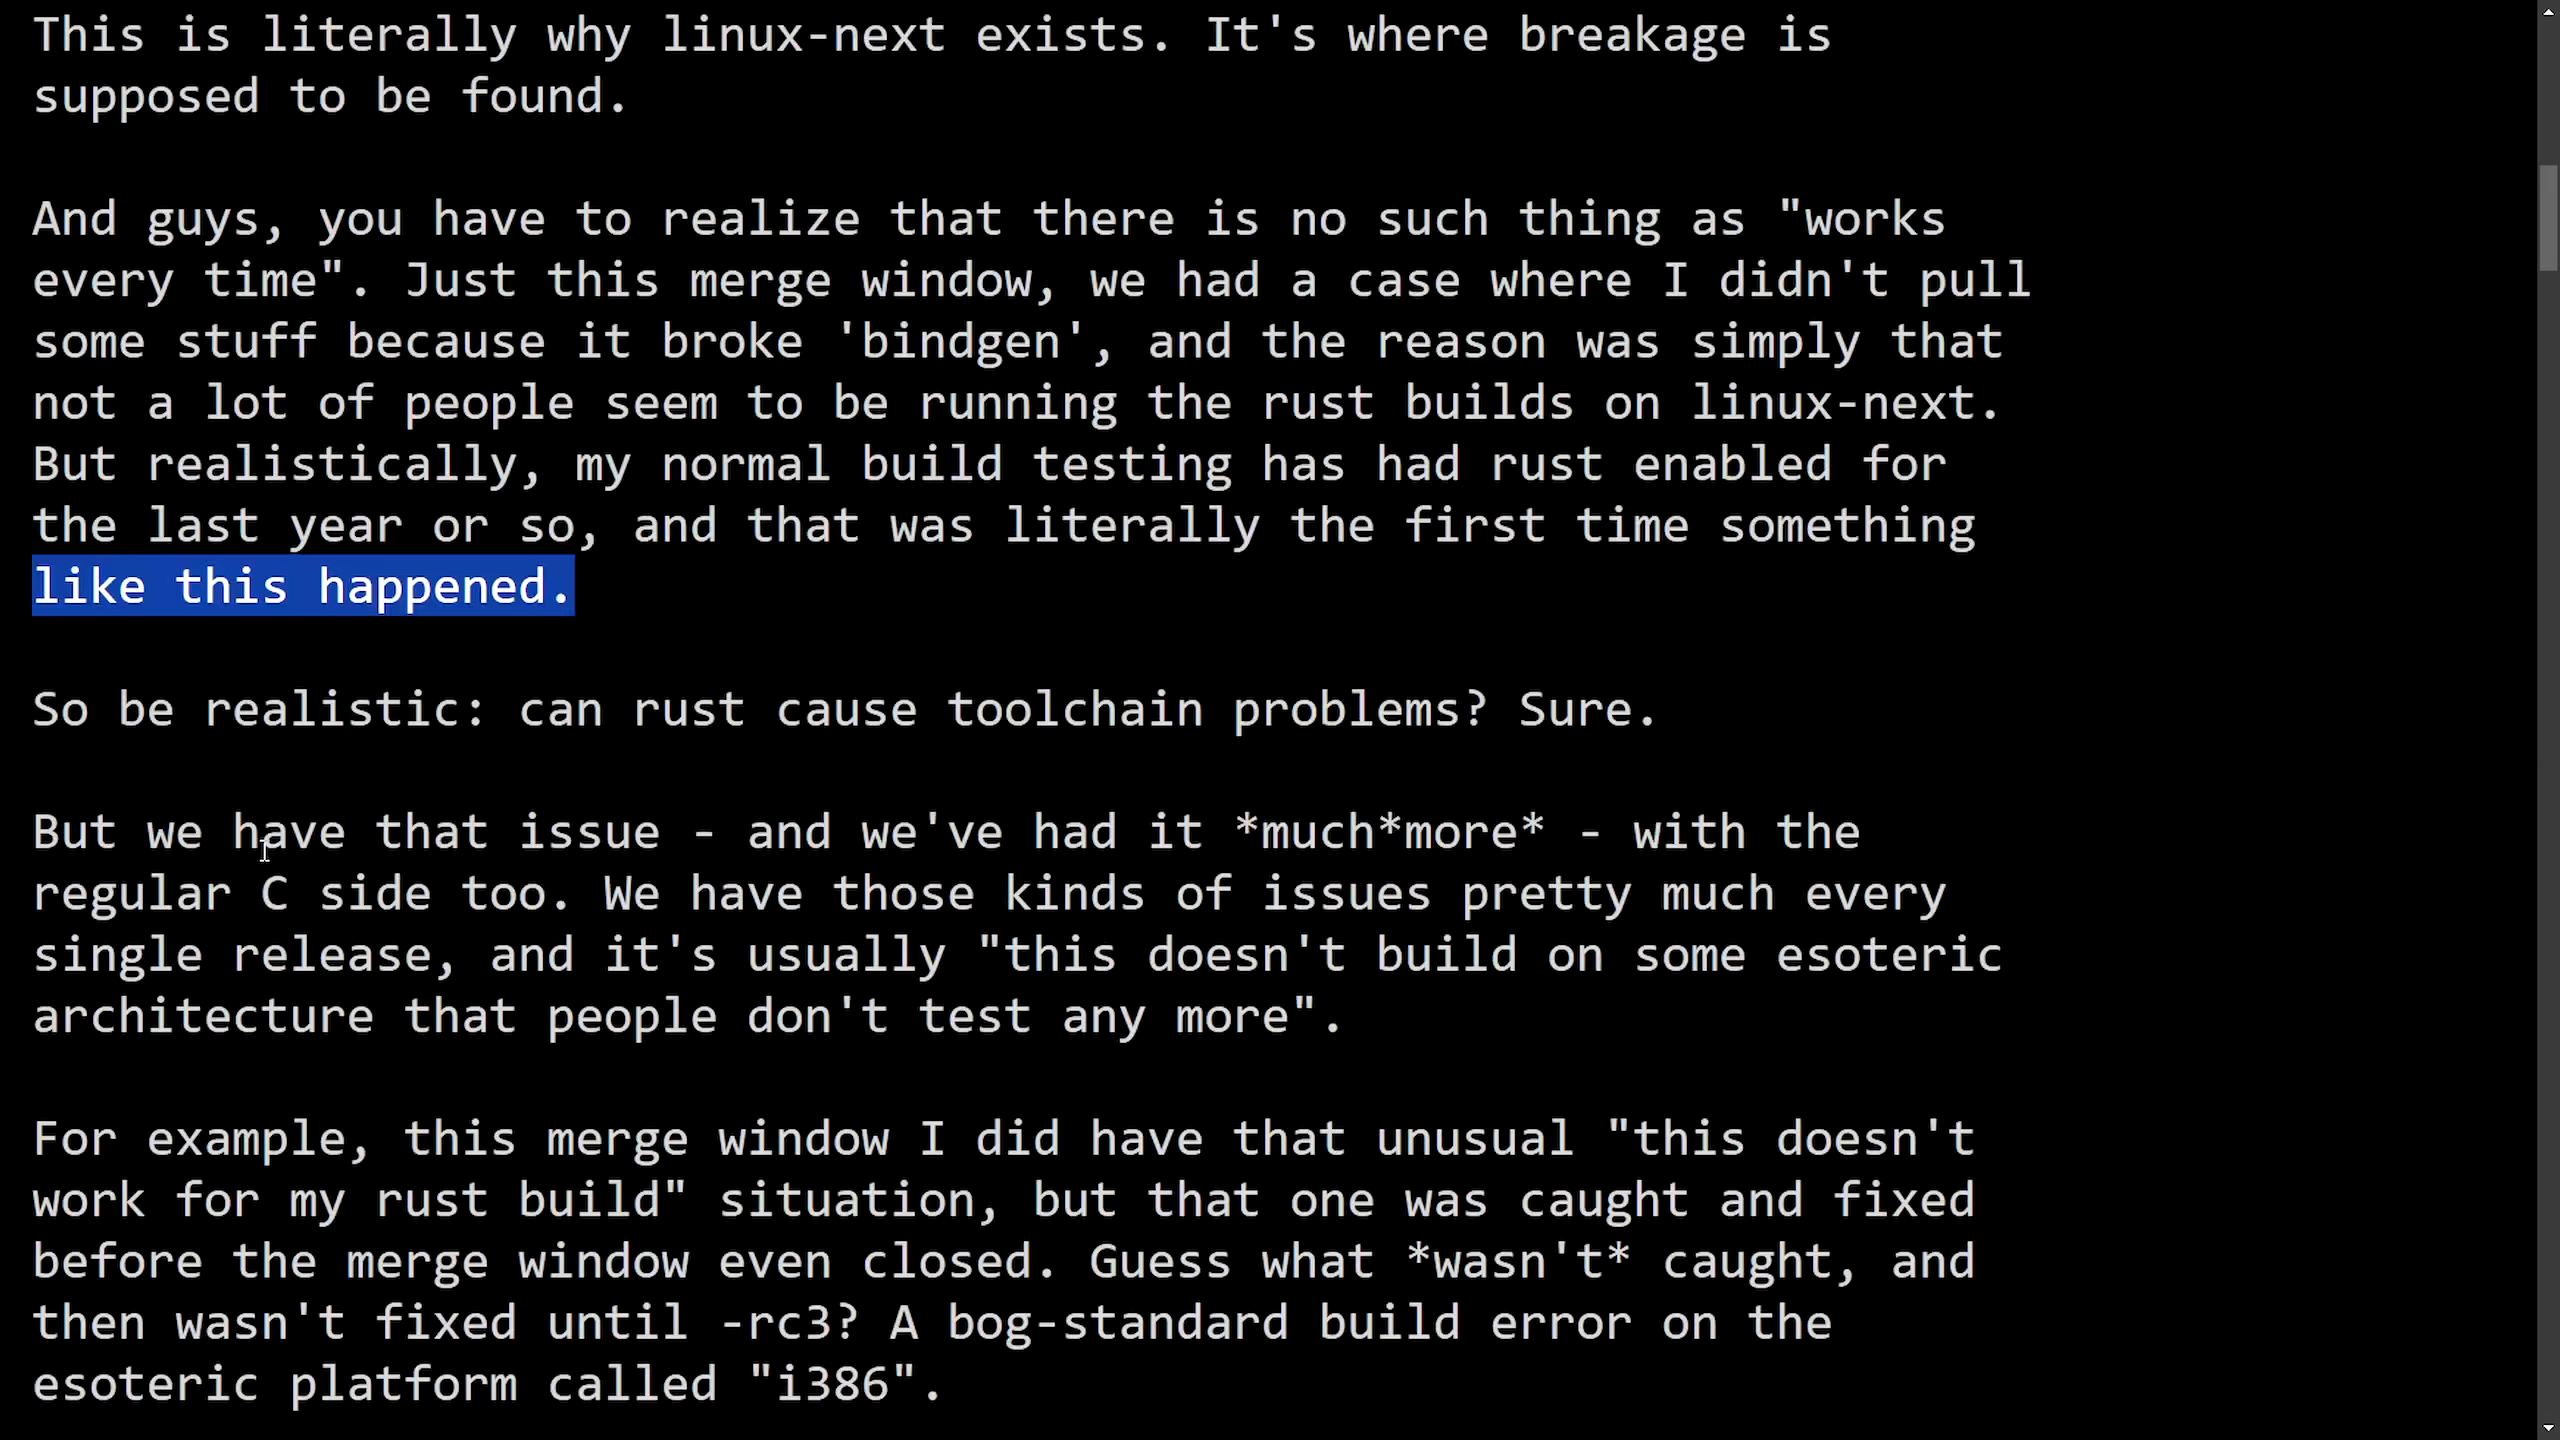 This is literally why linux-next exists. It's where breakage is
supposed to be found.
And guys, you have to realize that there is no such thing as "works
every time". Just this merge window, we had a case where I didn't pull
some stuff because it broke 'bindgen', and the reason was simply that
not a lot of people seem to be running the rust builds on linux-next.
But realistically, my normal build testing has had rust enabled for
the last year or so, and that was literally the first time something
like this happened.
So be realistic: can rust cause toolchain problems? Sure.
But we have that issue - and we've had it *much*more* - with the
regular C side too. We have those kinds of issues pretty much every
single release, and it's usually "this doesn't build on some esoteric
architecture that people don't test any more".
For example, this merge window I did have that unusual "this doesn't
work for my rust build" situation, but that one was caught and fixed
before the merge window even closed. Guess what *wasn't* caught, and
then wasn't fixed until -rc3? A bog-standard build error on the
esoteric platform called "i386".